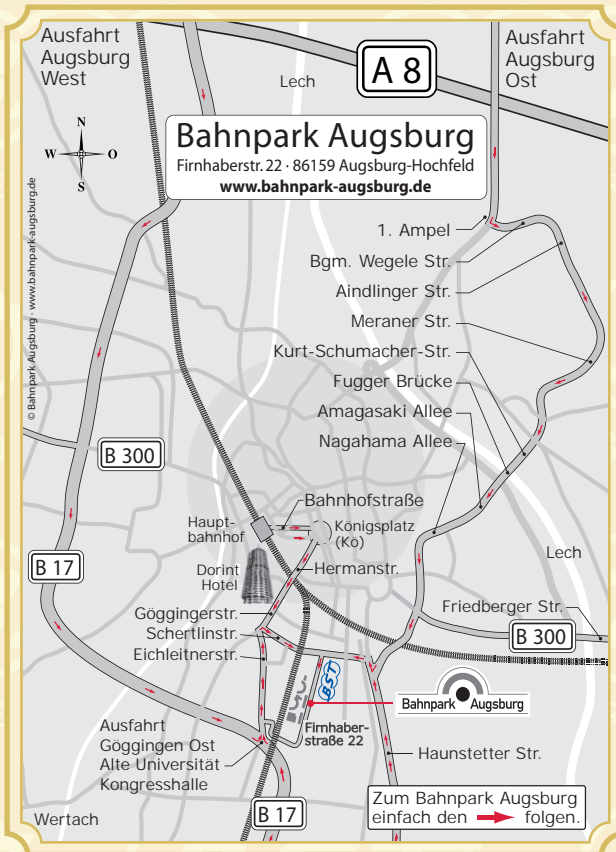 Ausfahrt
Augsburg
West
Lech
A 8
Ausfahrt
Augsburg
Ost
N
W
O
S
Bahnpark Augsburg
Firnhaberstr. 22 · 86159 Augsburg-Hochfeld
www.bahnpark-augsburg.de
© Bahnpark Augsburg · www.bahnpark-augsburg.de
1. Ampel
Bgm. Wegele Str.
Aindlinger Str.
Meraner Str.
Kurt-Schumacher-Str.
Fugger Brücke
Amagasaki Allee
Nagahama Allee
B 300
Bahnhofstraße
Haupt-
bahnhof
Königsplatz
(Kö)
Lech
B 17
Dorint
Hotel
Hermanstr.
Göggingerstr.
Schertlinstr.
Eichleitnerstr.
Friedberger Str.
B 300
BST
Bahnpark Augsburg
Firnhaber-
straße 22
Ausfahrt
Göggingen Ost
Alte Universität
Kongresshalle
Haunstetter Str.
Wertach
B 17
Zum Bahnpark Augsburg
einfach den folgen.